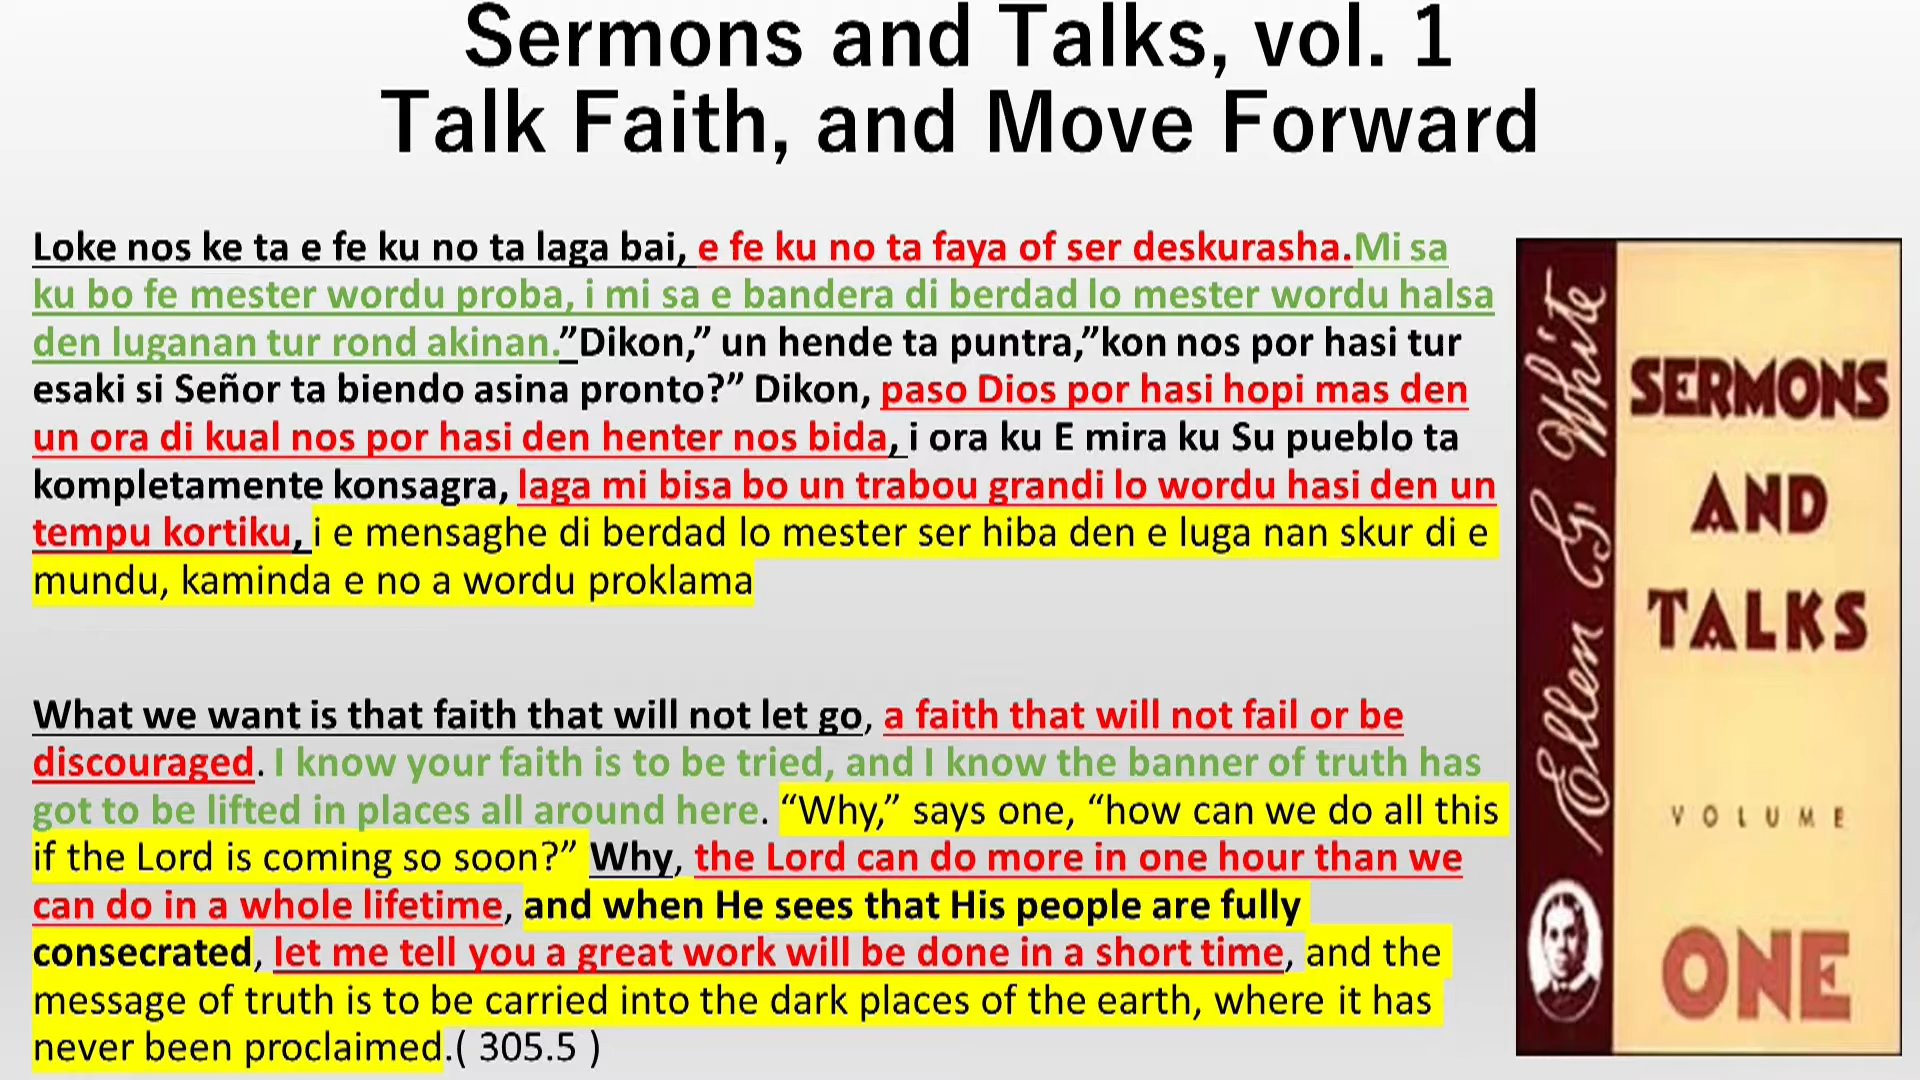 Sermons and Talks, vol. 1
Talk Faith, and Move Forward
Loke nos ke ta e fe ku no ta laga bai, e fe ku no ta faya of ser deskurasha.Mi sa
ku bo fe mester wordu proba, i mi sa e bandera di berdad lo mester wordu halsa
den luganan tur rond akinan.”Dikon,” un hende ta puntra,”kon nos por hasi tur
esaki si Señor ta biendo asina pronto?” Dikon, paso Dios por hasi hopi mas den
un ora di kual nos por hasi den henter nos bida, i ora ku E mira ku Su pueblo ta
kompletamente konsagra, laga mi bisa bo un trabou grandi lo wordu hasi den un
tempu kortiku, i e mensaghe di berdad lo mester ser hiba den e luga nan skur di e
mundu, kaminda e no a wordu proklama
What we want is that faith that will not let go, a faith that will not fail or be
discouraged. I know your faith is to be tried, and I know the banner of truth has
got to be lifted in places all around here. “Why,” says one, “how can we do all this
if the Lord is coming so soon?” Why, the Lord can do more in one hour than we
can do in a whole lifetime, and when He sees that His people are fully
consecrated, let me tell you a great work will be done in a short time, and the
message of truth is to be carried into the dark places of the earth, where it has
never been proclaimed.( 305.5 )
Ellen G. White
SERMONS
AND
TALKS
VOLUME
ONE